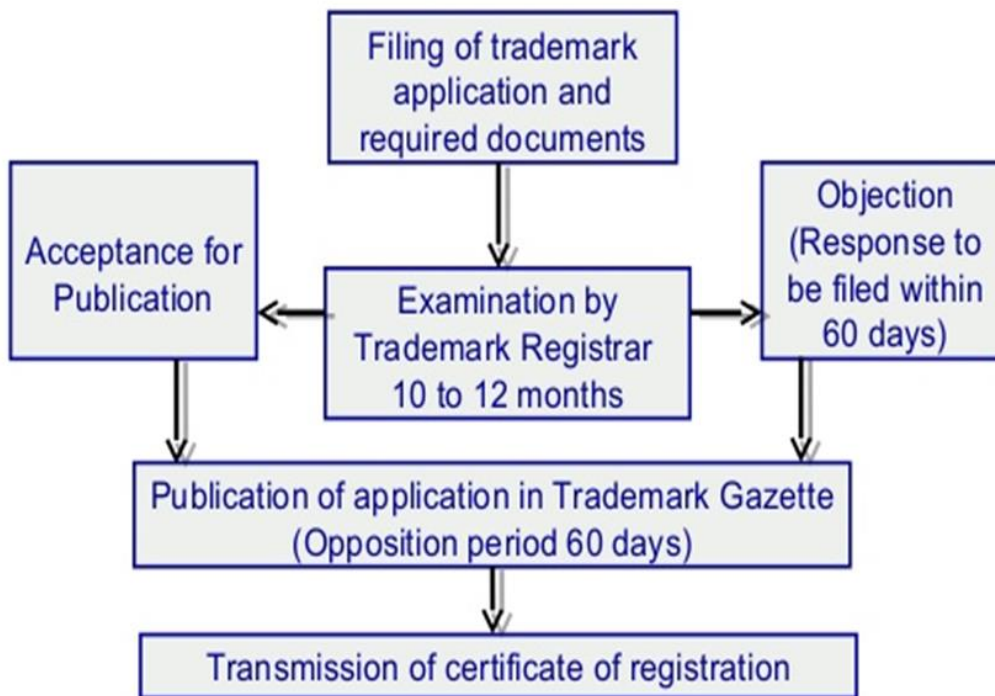 Filing of trademark
application and
required documents
Acceptance for
Publication
Examination by
Trademark Registrar
10 to 12 months
Objection
(Response to
be filed within
60 days)
Publication of application in Trademark Gazette
(Opposition period 60 days)
Transmission of certificate of registration